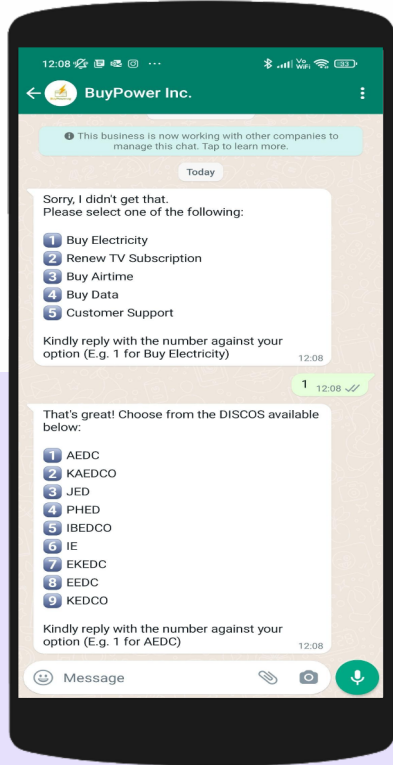 12:08
Vo
WiFi
33
BuyPower Inc.
This business is now working with other companies to
manage this chat. Tap to learn more.
Today
Sorry, I didn't get that.
Please select one of the following:
1 Buy Electricity
2 Renew TV Subscription
3 Buy Airtime
4 Buy Data
5 Customer Support
Kindly reply with the number against your
option (E.g. 1 for Buy Electricity)
12:08
1 12:08
That's great! Choose from the DISCOS available
below:
1 AEDC
2 KAEDCO
3 JED
4 PHED
5 IBEDCO
6 IE
7 EKEDC
8 EEDC
9 KEDCO
Kindly reply with the number against your
option (E.g. 1 for AEDC)
12:08
Message